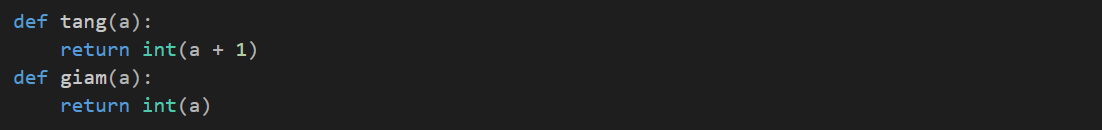 def tang(a):
    return int(a + 1)
def giam(a):
    return int(a)